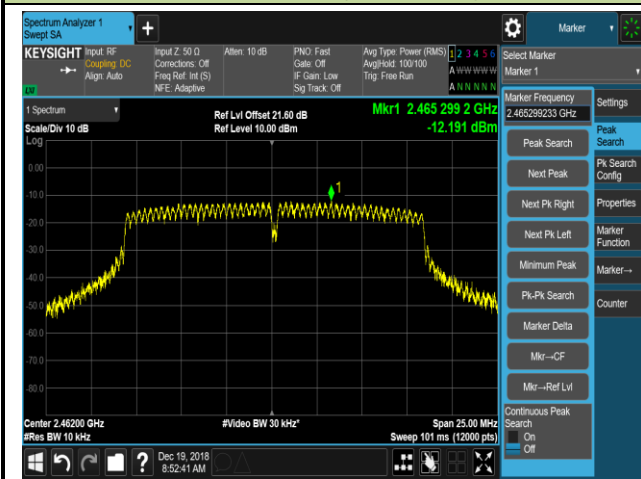 Spectrum Analyzer 1
Swept SA
+
Marker
KEYSIGHT
Input: RF
Coupling: DC
Align: Auto
Input Z: 50 Ω
Corrections: Off
Freq Ref: Int (S)
NFE: Adaptive
Atten: 10 dB
PNO: Fast
Gate: Off
IF Gain: Low
Sig Track: Off
Avg Type: Power (RMS)
Avg|Hold: 100/100
Trig: Free Run
1 2 3 4 5 6
A W W W W W
A N N N N N
Select Marker
Marker 1
1 Spectrum
Scale/Div 10 dB
Log
Ref Lvl Offset 21.60 dB
Ref Level 10.00 dBm
Mkr1 2.465 299 2 GHz
-12.191 dBm
1
0.00
-10.0
-20.0
-30.0
-40.0
-50.0
-60.0
-70.0
-80.0
Center 2.46200 GHz
#Res BW 10 kHz
#Video BW 30 kHz*
Span 25.00 MHz
Sweep 101 ms (12000 pts)
Marker Frequency
2.465299233 GHz
Peak Search
Next Peak
Next Pk Right
Next Pk Left
Minimum Peak
Pk-Pk Search
Marker Delta
Mkr→CF
Mkr→Ref Lvl
Continuous Peak
Search
On
Off
Settings
Peak
Search
Pk Search
Config
Properties
Marker
Function
Marker→
Counter
?
Dec 19, 2018
8:52:41 AM